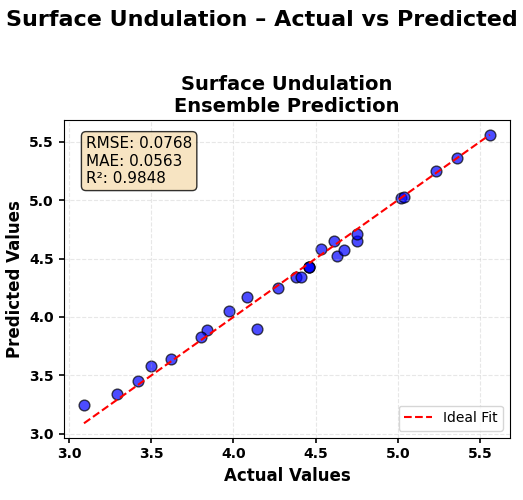 Surface Undulation – Actual vs Predicted
Surface Undulation
Ensemble Prediction
RMSE: 0.0768
MAE: 0.0563
R²: 0.9848
5.5
5.0
4.5
4.0
3.5
3.0
Predicted Values
Ideal Fit
3.0 3.5 4.0 4.5 5.0 5.5
Actual Values